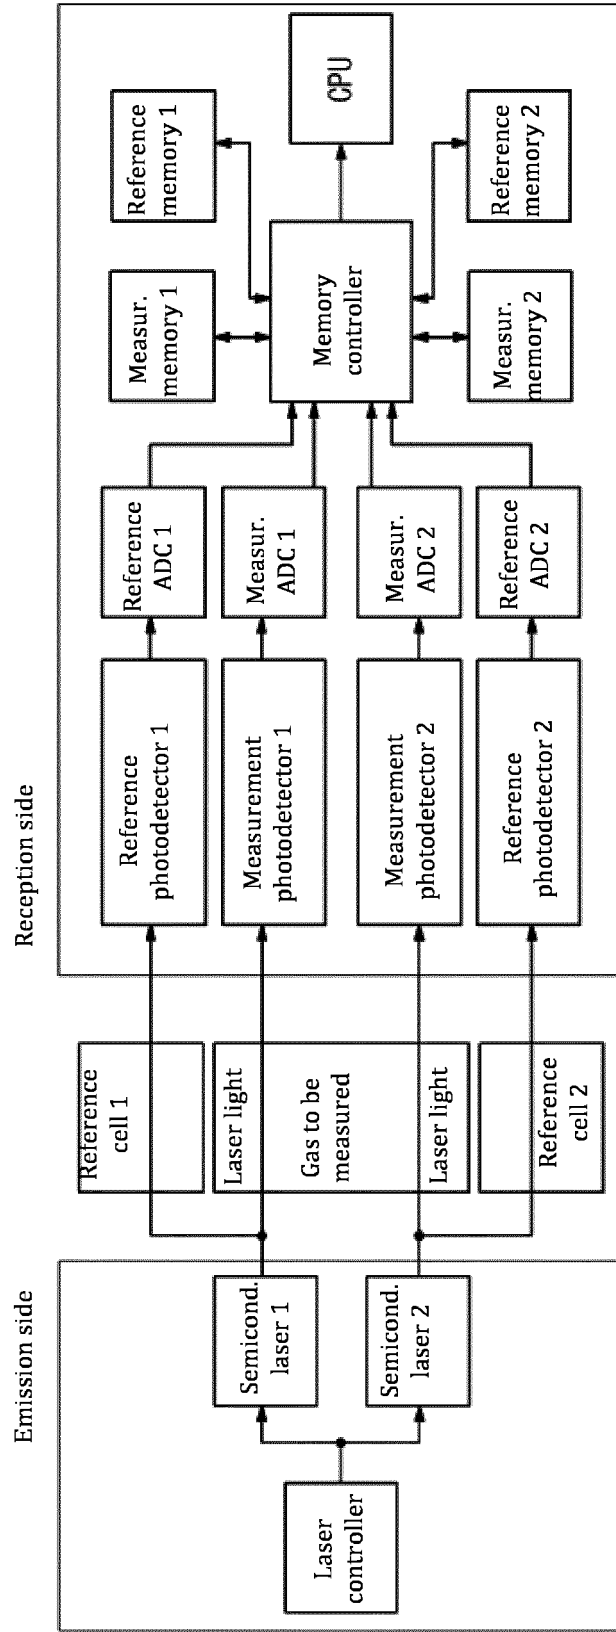 Emission side
Laser
controller
Semicond.
laser 1
Semicond.
laser 2
Reference
cell 1
Laser light
Gas to be
measured
Laser light
Reference
cell 2
Reception side
Reference
photodetector 1
Measurement
photodetector 1
Measurement
photodetector 2
Reference
photodetector 2
Reference
ADC 1
Measur.
ADC 1
Measur.
ADC 2
Reference
ADC 2
Measur.
memory 1
Reference
memory 1
Memory
controller
CPU
Measur.
memory 2
Reference
memory 2